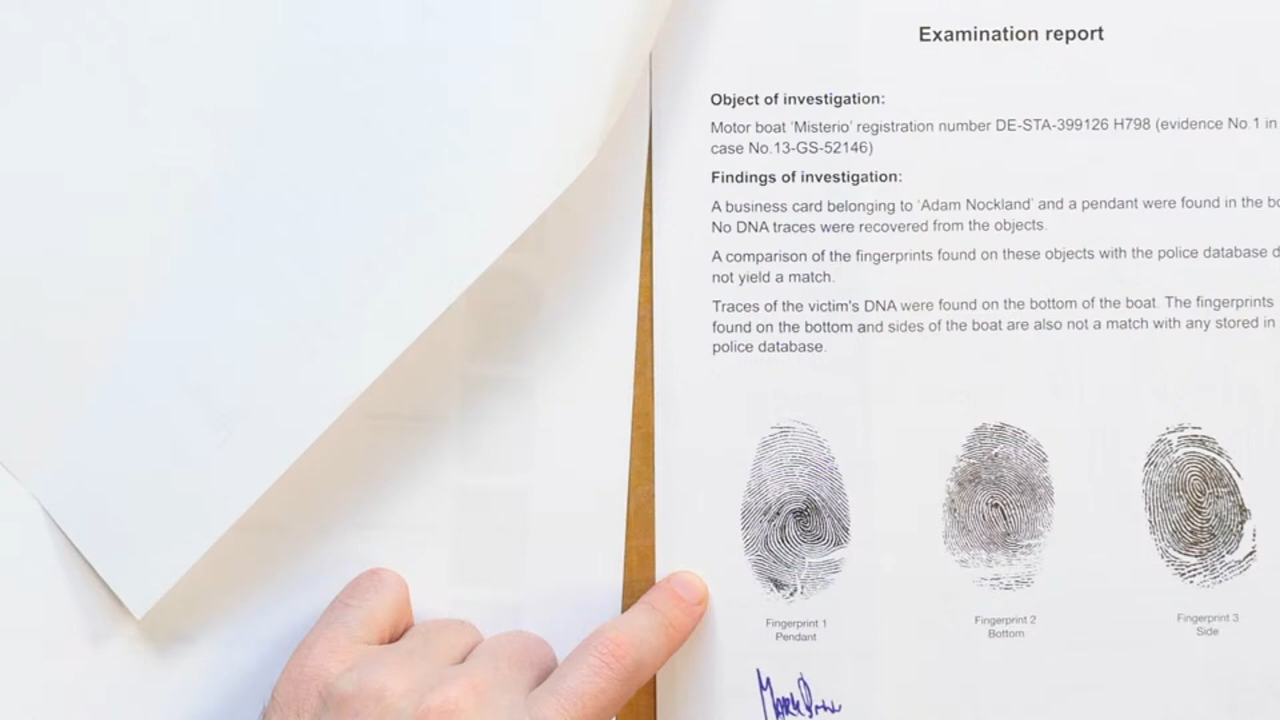 Examination report
Object of investigation:
Motor boat 'Misterio' registration number DE-STA-399126 H798 (evidence No.1 in
case No.13-GS-52146)
Findings of investigation:
A business card belonging to 'Adam Nockland' and a pendant were found in the
No DNA traces were recovered from the objects.
A comparison of the fingerprints found on these objects with the police database
not yield a match.
Traces of the victim's DNA were found on the bottom of the boat. The fingerprints
found on the bottom and sides of the boat are also not a match with any stored in
police database.
Fingerprint 1
Pendant
Fingerprint 2
Bottom
Fingerprint 3
Side